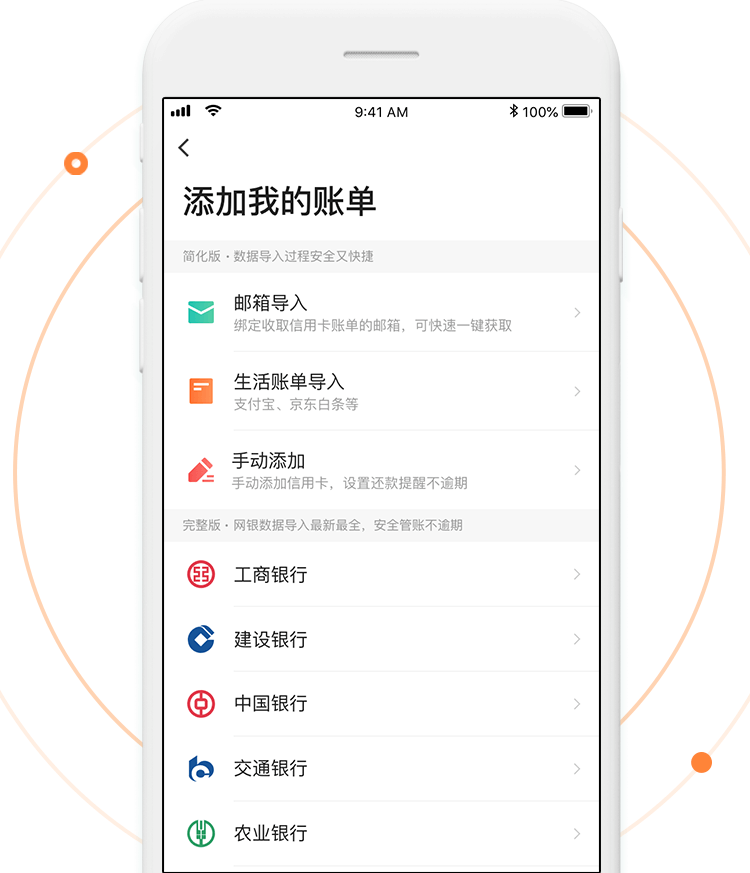 9:41 AM
100%
添加我的账单
简化版·数据导入过程安全又快捷
邮箱导入
绑定收取信用卡账单的邮箱，可快速一键获取
生活账单导入
支付宝、京东白条等
手动添加
手动添加信用卡，设置还款提醒不逾期
完整版·网银数据导入最新最全，安全管账不逾期
工商银行
建设银行
中国银行
交通银行
农业银行